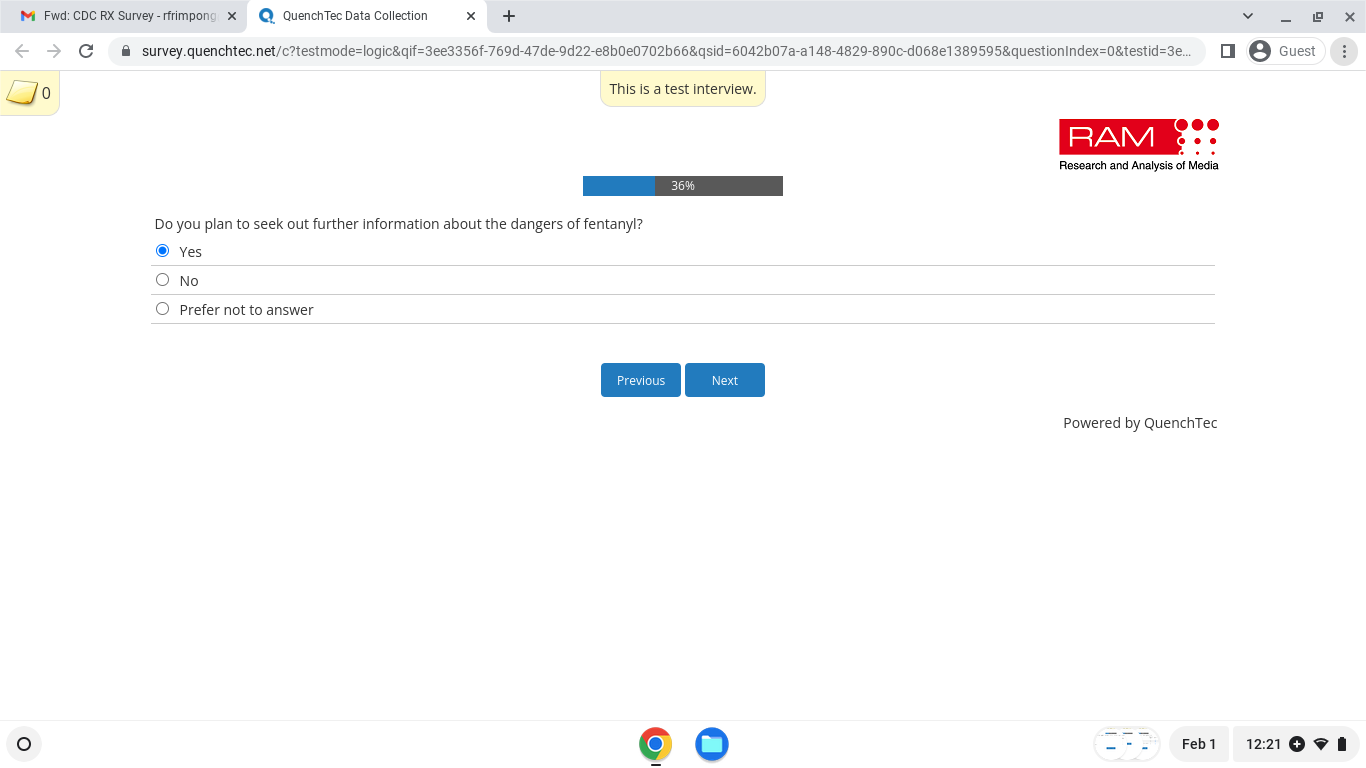 Fwd: CDC RX Survey - rfrimpong
QuenchTec Data Collection
survey.quenchtec.net/c?testmode=logic&qif=3ee3356f-769d-47de-9d22-e8b0e0702b66&qsid=6042b07a-a148-4829-890c-d068e1389595&questionIndex=0&testid=3e...
Guest
0
This is a test interview.
RAM
Research and Analysis of Media
36%
Do you plan to seek out further information about the dangers of fentanyl?
Yes
No
Prefer not to answer
Previous
Next
Powered by QuenchTec
Feb 1
12:21